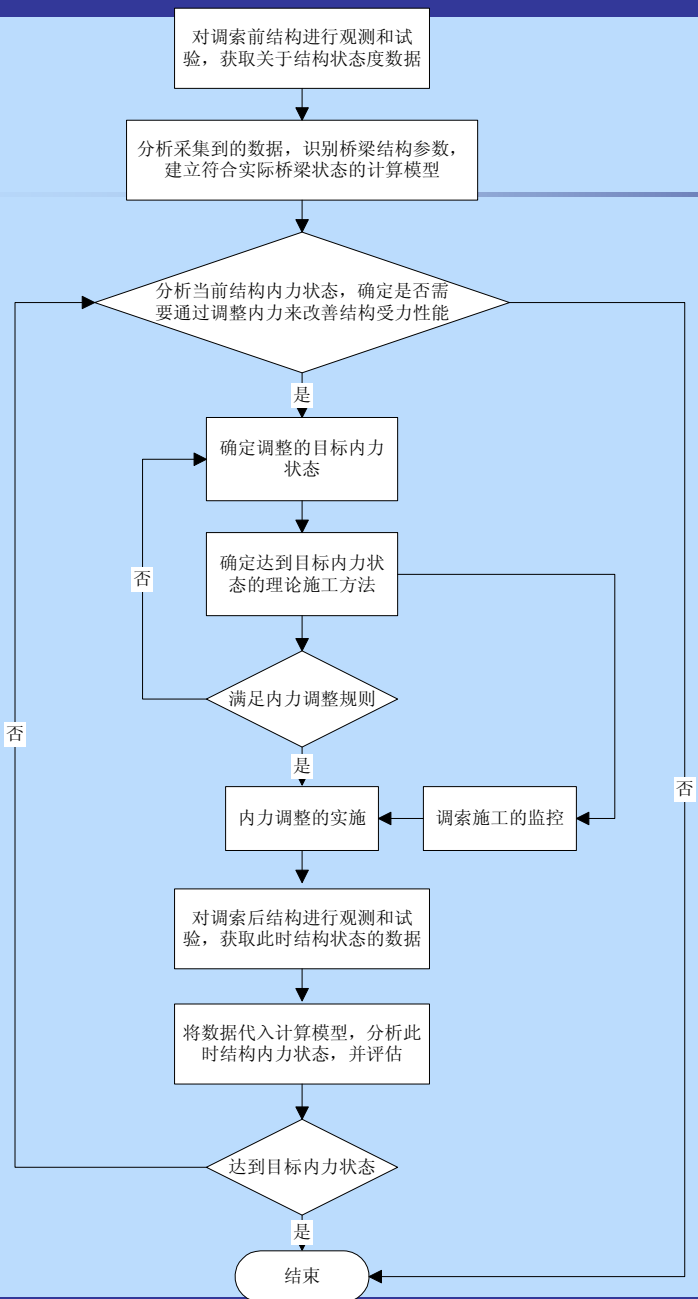 对调索前结构进行观测和试
验，获取关于结构状态度数据
分析采集到的数据，识别桥梁结构参数，
建立符合实际桥梁状态的计算模型
分析当前结构内力状态，确定是否需
要通过调整内力来改善结构受力性能
是
确定调整的目标内力
状态
确定达到目标内力状
态的理论施工方法
否
满足内力调整规则
否
是
否
内力调整的实施
调索施工的监控
对调索后结构进行观测和试
验，获取此时结构状态的数据
将数据代入计算模型，分析此
时结构内力状态，并评估
达到目标内力状态
是
结束